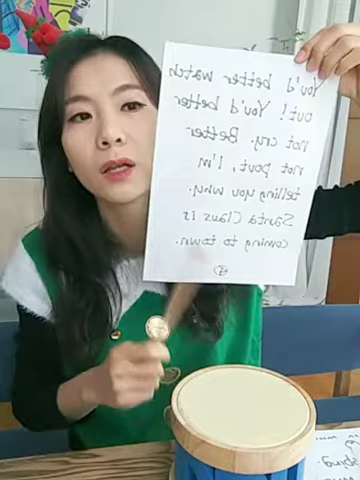 You'd better watch
out! You'd better
not cry. Better
not pout, I'm
telling you why.
Santa Claus is
coming to town.